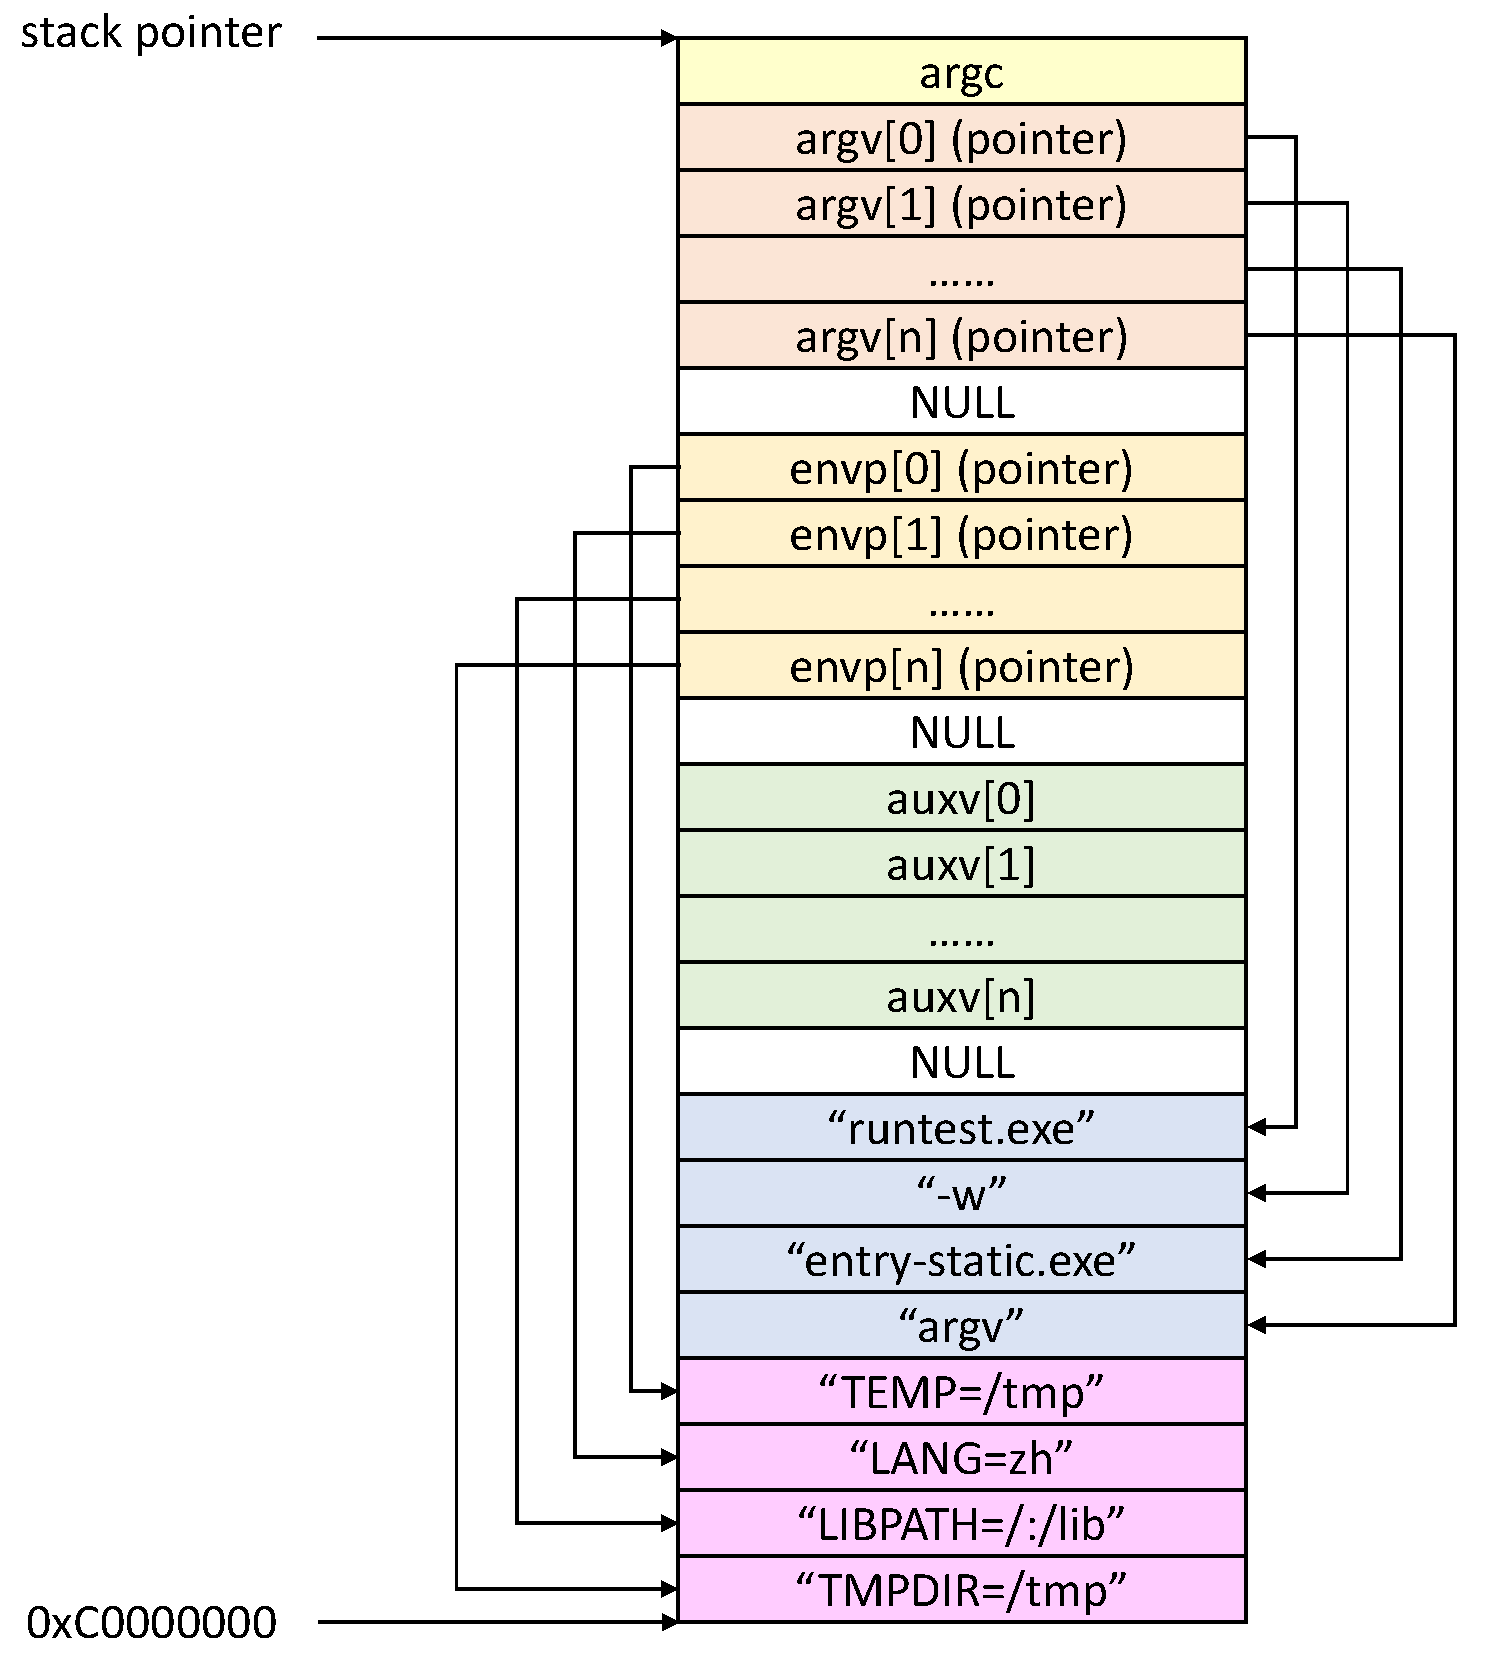 stack pointer
argc
argv[0] (pointer)
argv[1] (pointer)
……
argv[n] (pointer)
NULL
envp[0] (pointer)
envp[1] (pointer)
……
envp[n] (pointer)
NULL
auxv[0]
auxv[1]
……
auxv[n]
NULL
“runtest.exe”
“-w”
“entry-static.exe”
“argv”
“TEMP=/tmp”
“LANG=zh”
“LIBPATH=/:/lib”
“TMPDIR=/tmp”
0xC0000000